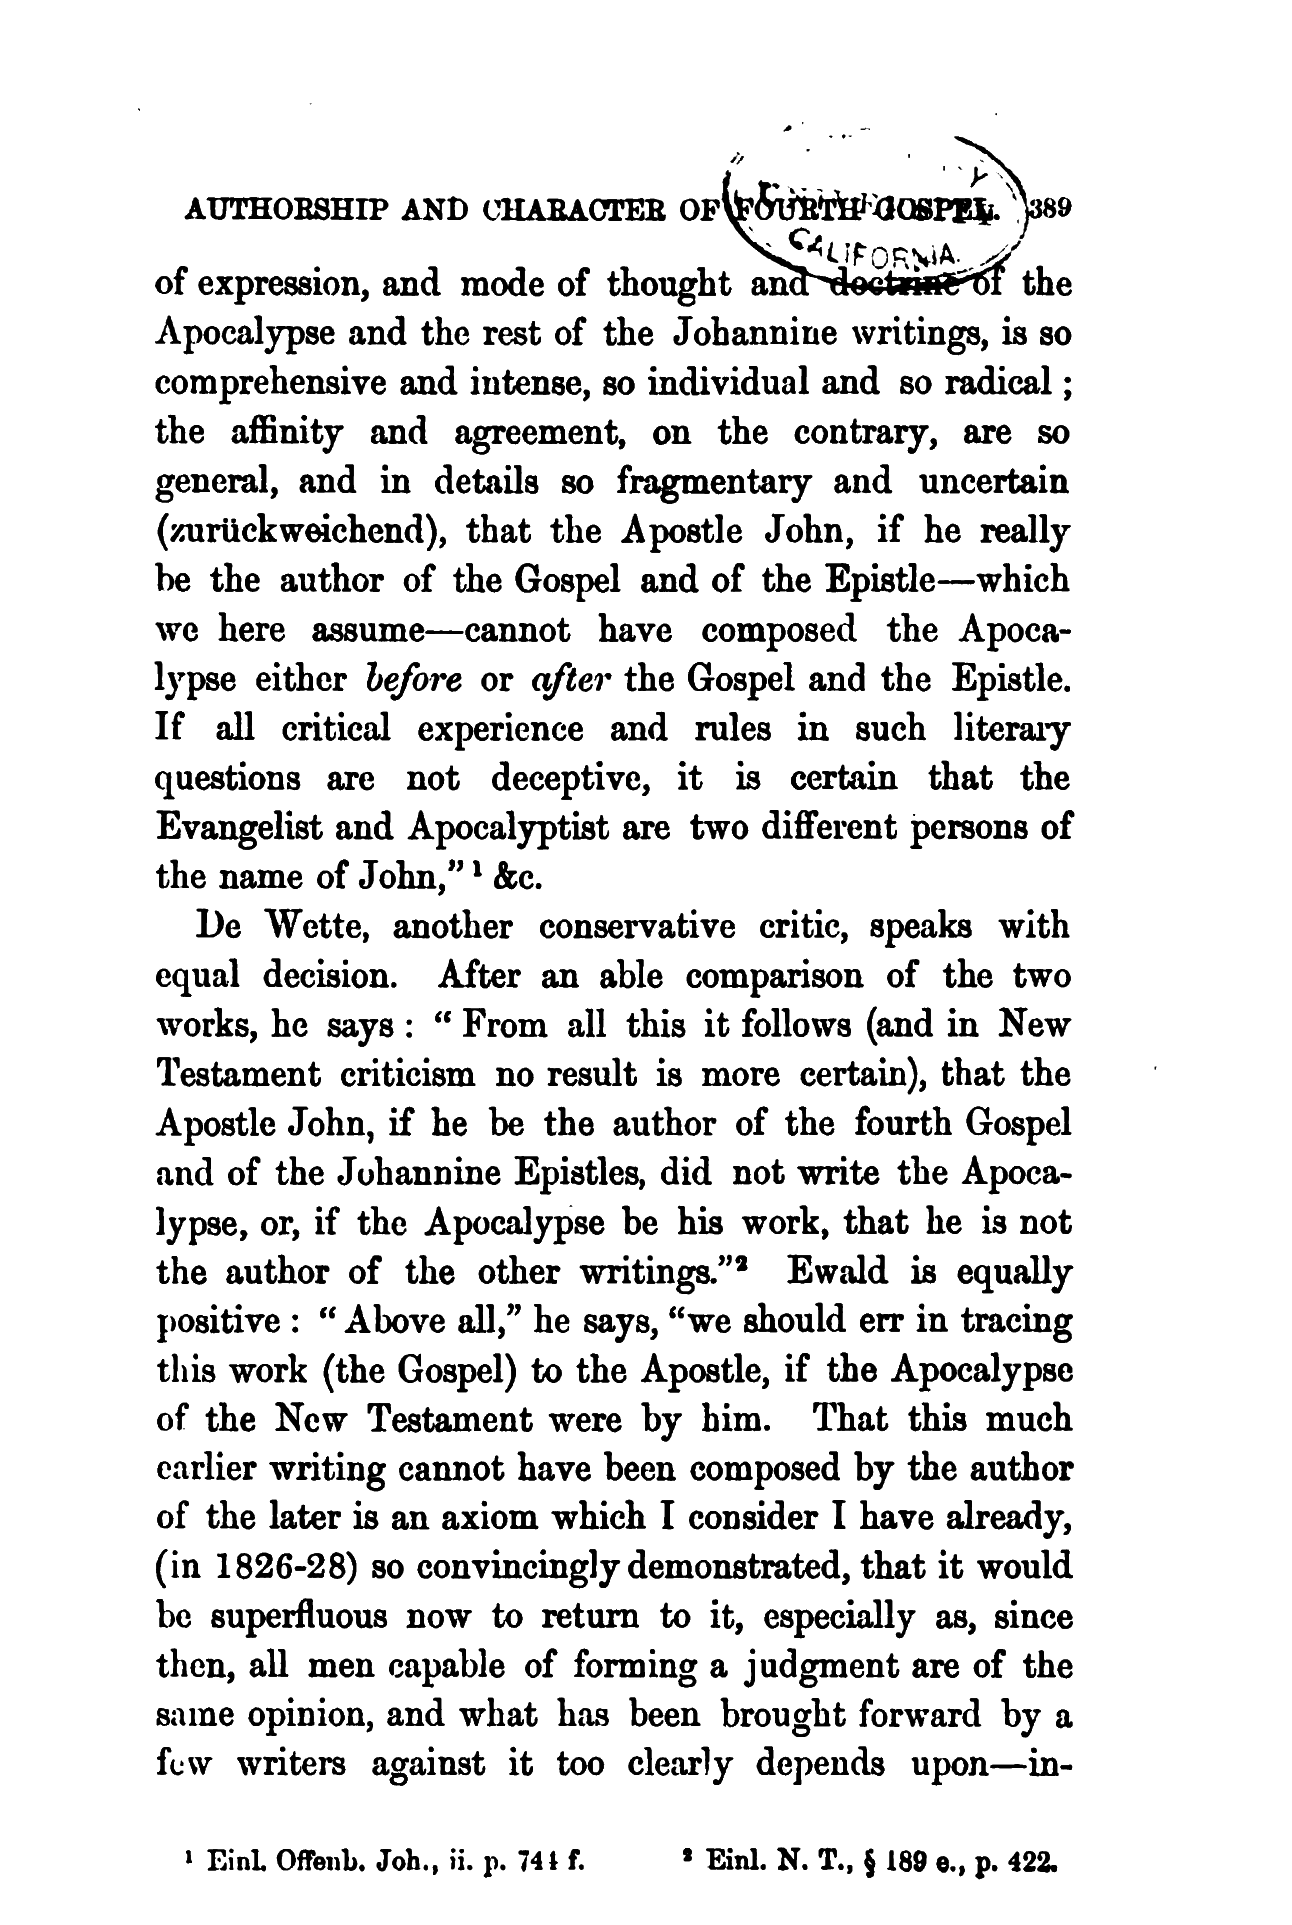 AUTHORSHIP AND CHARACTER OF FOURTH GOSPEL. 389
CALIFORNIA.
of expression, and mode of thought and doctrine of the
Apocalypse and the rest of the Johannine writings, is so
comprehensive and intense, so individual and so radical ;
the affinity and agreement, on the contrary, are so
general, and in details so fragmentary and uncertain
(zurückweichend), that the Apostle John, if he really
be the author of the Gospel and of the Epistle—which
we here assume—cannot have composed the Apoca-
lypse either before or after the Gospel and the Epistle.
If all critical experience and rules in such literary
questions are not deceptive, it is certain that the
Evangelist and Apocalyptist are two different persons of
the name of John,” ¹ &c.
De Wette, another conservative critic, speaks with
equal decision. After an able comparison of the two
works, he says : “ From all this it follows (and in New
Testament criticism no result is more certain), that the
Apostle John, if he be the author of the fourth Gospel
and of the Johannine Epistles, did not write the Apoca-
lypse, or, if the Apocalypse be his work, that he is not
the author of the other writings.”² Ewald is equally
positive : “ Above all,” he says, “we should err in tracing
this work (the Gospel) to the Apostle, if the Apocalypse
of the New Testament were by him. That this much
earlier writing cannot have been composed by the author
of the later is an axiom which I consider I have already,
(in 1826-28) so convincingly demonstrated, that it would
be superfluous now to return to it, especially as, since
then, all men capable of forming a judgment are of the
same opinion, and what has been brought forward by a
few writers against it too clearly depends upon—in-
¹ Einl. Offenb. Joh., ii. p. 744 f. ² Einl. N. T., § 189 e., p. 422.